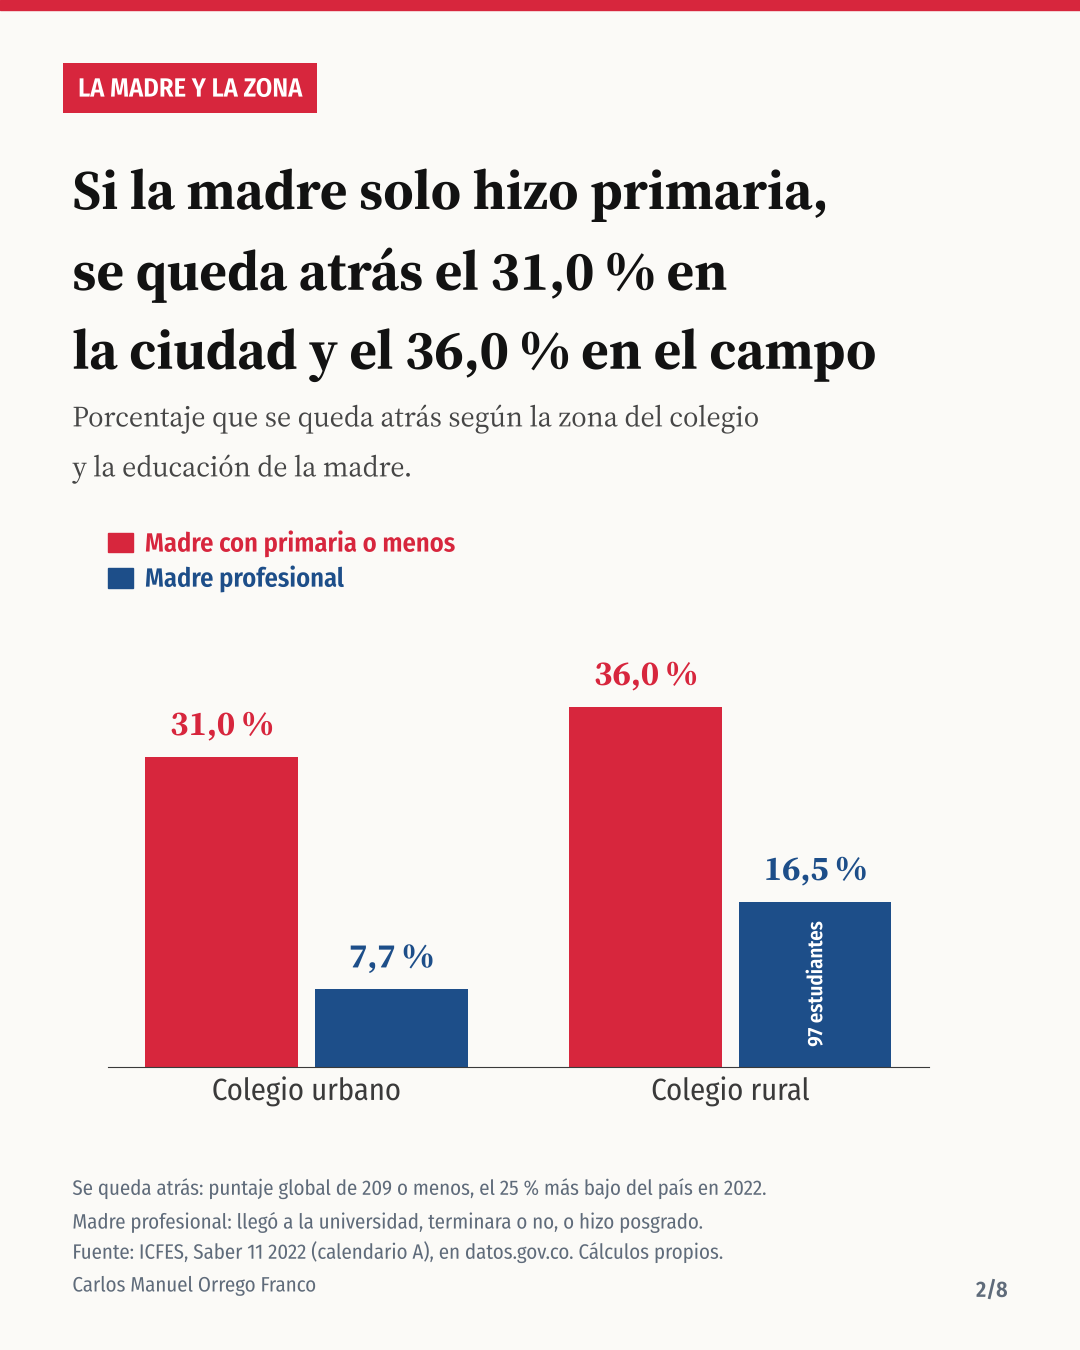 LA MADRE Y LA ZONA
Si la madre solo hizo primaria,
se queda atrás el 31,0 % en
la ciudad y el 36,0 % en el campo
Porcentaje que se queda atrás según la zona del colegio
y la educación de la madre.
Madre con primaria o menos
Madre profesional
31,0 %
7,7 %
36,0 %
16,5 %
97 estudiantes
Colegio urbano
Colegio rural
Se queda atrás: puntaje global de 209 o menos, el 25 % más bajo del país en 2022.
Madre profesional: llegó a la universidad, terminara o no, o hizo posgrado.
Fuente: ICFES, Saber 11 2022 (calendario A), en datos.gov.co. Cálculos propios.
Carlos Manuel Orrego Franco
2/8